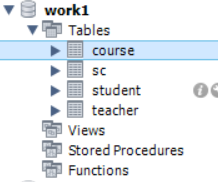 work1
Tables
course
sc
student
teacher
Views
Stored Procedures
Functions